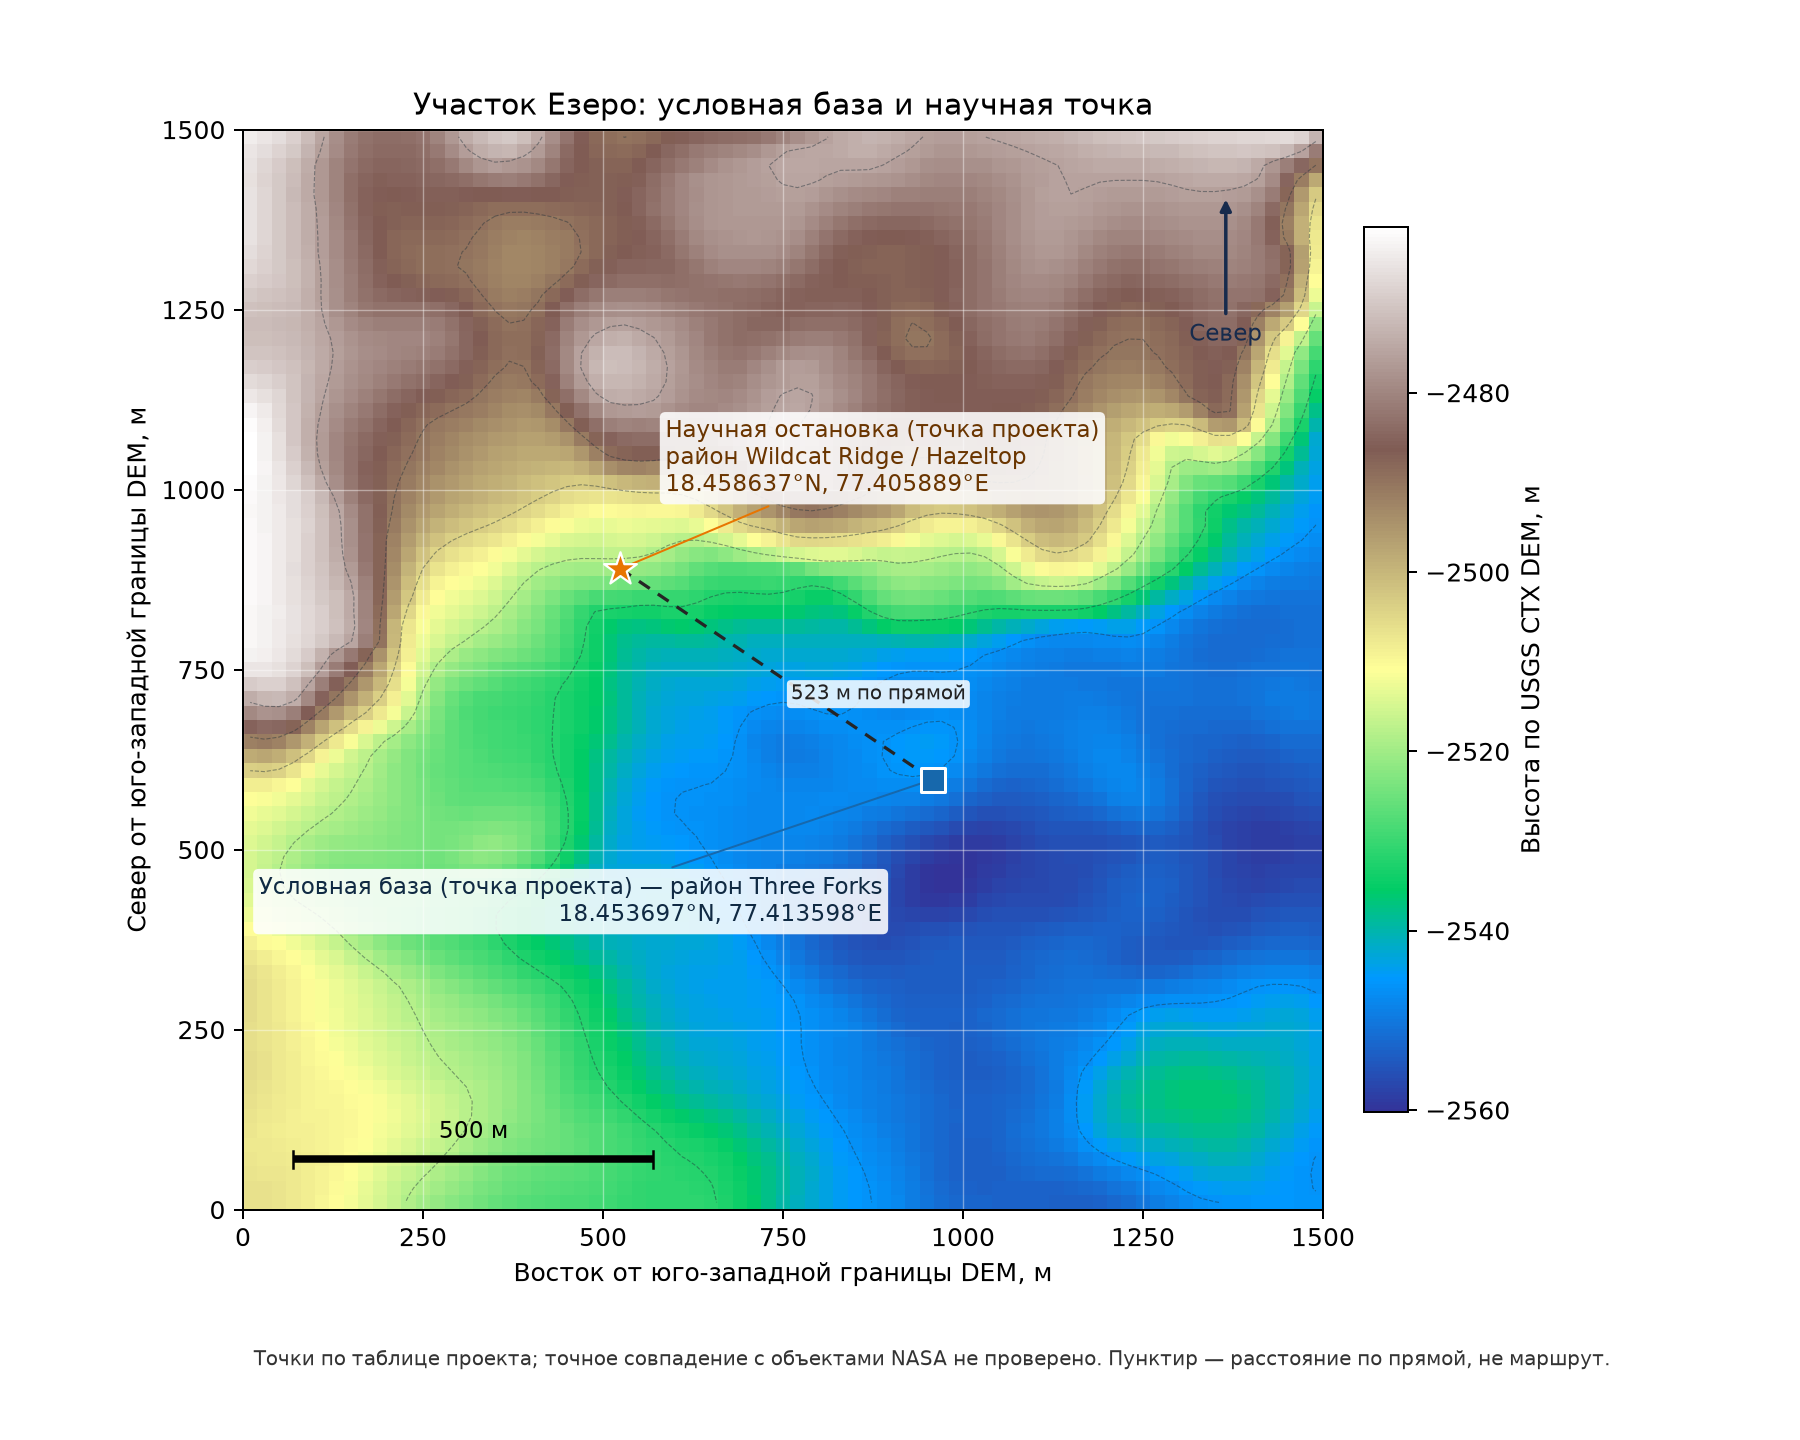 Участок Езеро: условная база и научная точка
1500
1250
1000
750
500
250
0
Север от юго-западной границы DEM, м
Север
Научная остановка (точка проекта)
район Wildcat Ridge / Hazeltop
18.458637°N, 77.405889°E
523 м по прямой
Условная база (точка проекта) — район Three Forks
18.453697°N, 77.413598°E
500 м
0
250
500
750
1000
1250
1500
Восток от юго-западной границы DEM, м
−2480
−2500
−2520
−2540
−2560
Высота по USGS CTX DEM, м
Точки по таблице проекта; точное совпадение с объектами NASA не проверено. Пунктир — расстояние по прямой, не маршрут.